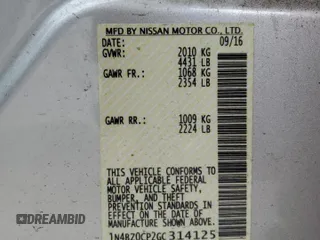 MFD BY NISSAN MOTOR CO., LTD.
DATE: 09/16
GVWR: 2010 KG
4431 LB
GAWR FR.: 1068 KG
2354 LB
GAWR RR.: 1009 KG
2224 LB
THIS VEHICLE CONFORMS TO
ALL APPLICABLE FEDERAL
MOTOR VEHICLE SAFETY,
BUMPER, AND THEFT
PREVENTION STANDARDS IN
EFFECT ON THE DATE OF
MANUFACTURE SHOWN ABOVE.
1N4BZ0CP2GC314125
DRIVERHISTORY